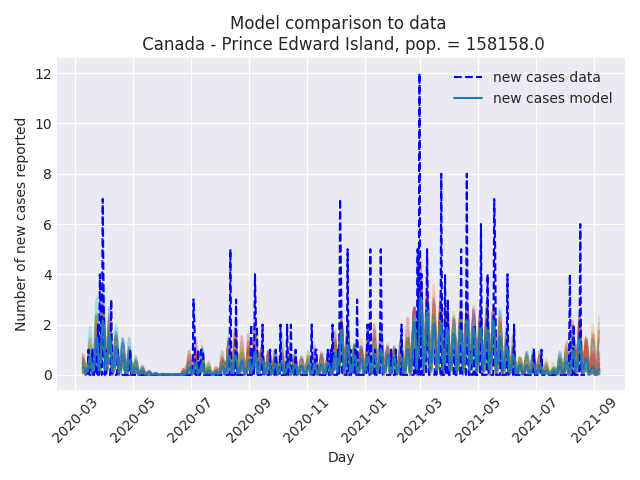 Model comparison to data
Canada - Prince Edward Island, pop. = 158158.0
new cases data
new cases model
Number of new cases reported
12
10
8
6
4
2
0
2020-03
2020-05
2020-07
2020-09
2020-11
2021-01
2021-03
2021-05
2021-07
2021-09
Day